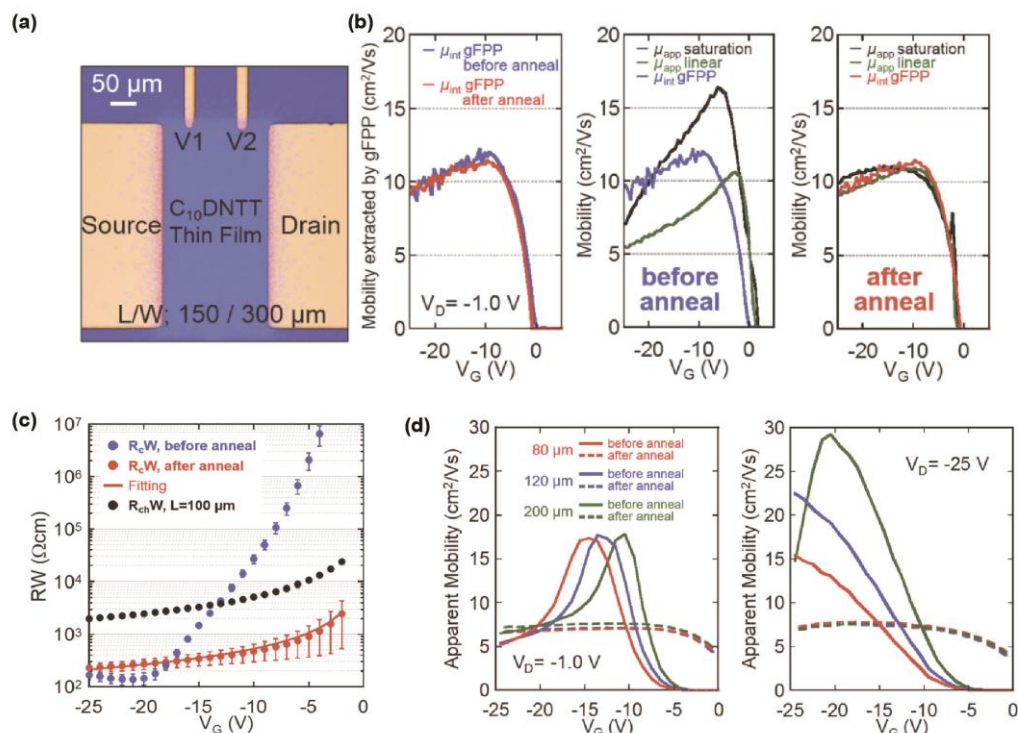 (a)
50 μm
V1 V2
Source
C10DNTT
Thin Film
Drain
L/W; 150 / 300 μm
(b)
Mobility extracted by gFPP (cm²/Vs)
20
15
10
5
0
μint gFPP
before anneal
μint gFPP
after anneal
VD= -1.0 V
-20 -10 0
VG (V)
Mobility (cm²/Vs)
20
15
10
5
0
μapp saturation
μapp linear
μint gFPP
before
anneal
-20 -10 0
VG (V)
Mobility (cm²/Vs)
20
15
10
5
0
μapp saturation
μapp linear
μint gFPP
after
anneal
-20 -10 0
VG (V)
(c)
RW (Ωcm)
10⁷
10⁶
10⁵
10⁴
10³
10²
RcW, before anneal
RcW, after anneal
Fitting
RchW, L=100 μm
-25 -20 -15 -10 -5 0
VG (V)
(d)
Apparent Mobility (cm²/Vs)
30
25
20
15
10
5
0
80 μm before anneal
after anneal
120 μm before anneal
after anneal
200 μm before anneal
after anneal
VD= -1.0 V
-25 -20 -15 -10 -5 0
VG (V)
Apparent Mobility (cm²/Vs)
30
25
20
15
10
5
0
VD= -25 V
-25 -20 -15 -10 -5 0
VG (V)